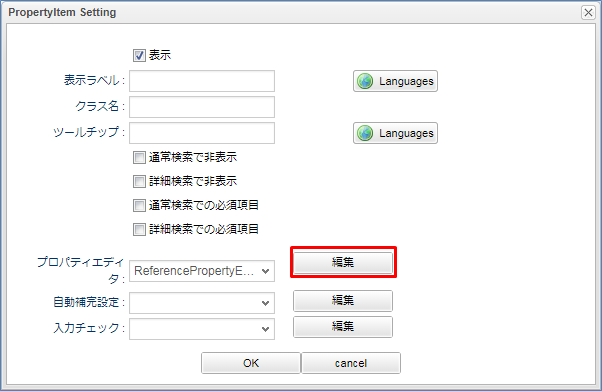 PropertyItem Setting
表示
表示ラベル : Languages
クラス名 :
ツールチップ : Languages
通常検索で非表示
詳細検索で非表示
通常検索での必須項目
詳細検索での必須項目
プロパティエディ
タ : ReferencePropertyE... 編集
自動補完設定 : 編集
入力チェック : 編集
OK cancel